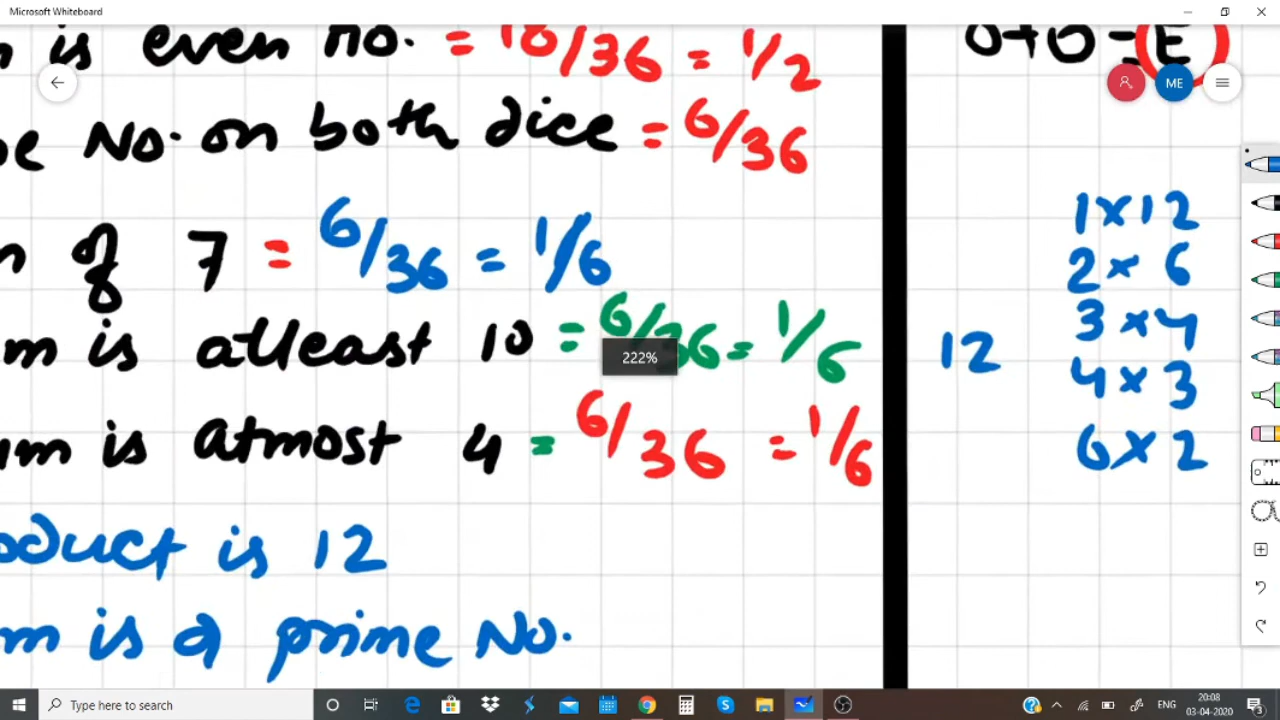 Microsoft Whiteboard
is even no. = 18/36 = 1/2
No. on both dice = 6/36
of 7 = 6/36 = 1/6
is atleast 10 = 6/36 = 1/6
is atmost 4 = 6/36 = 1/6
is 12
is a prime No.
222%
O+O = E
ME
1×12
2×6
3×4
12
4×3
6×2
Type here to search
ENG
20:08
03-04-2020